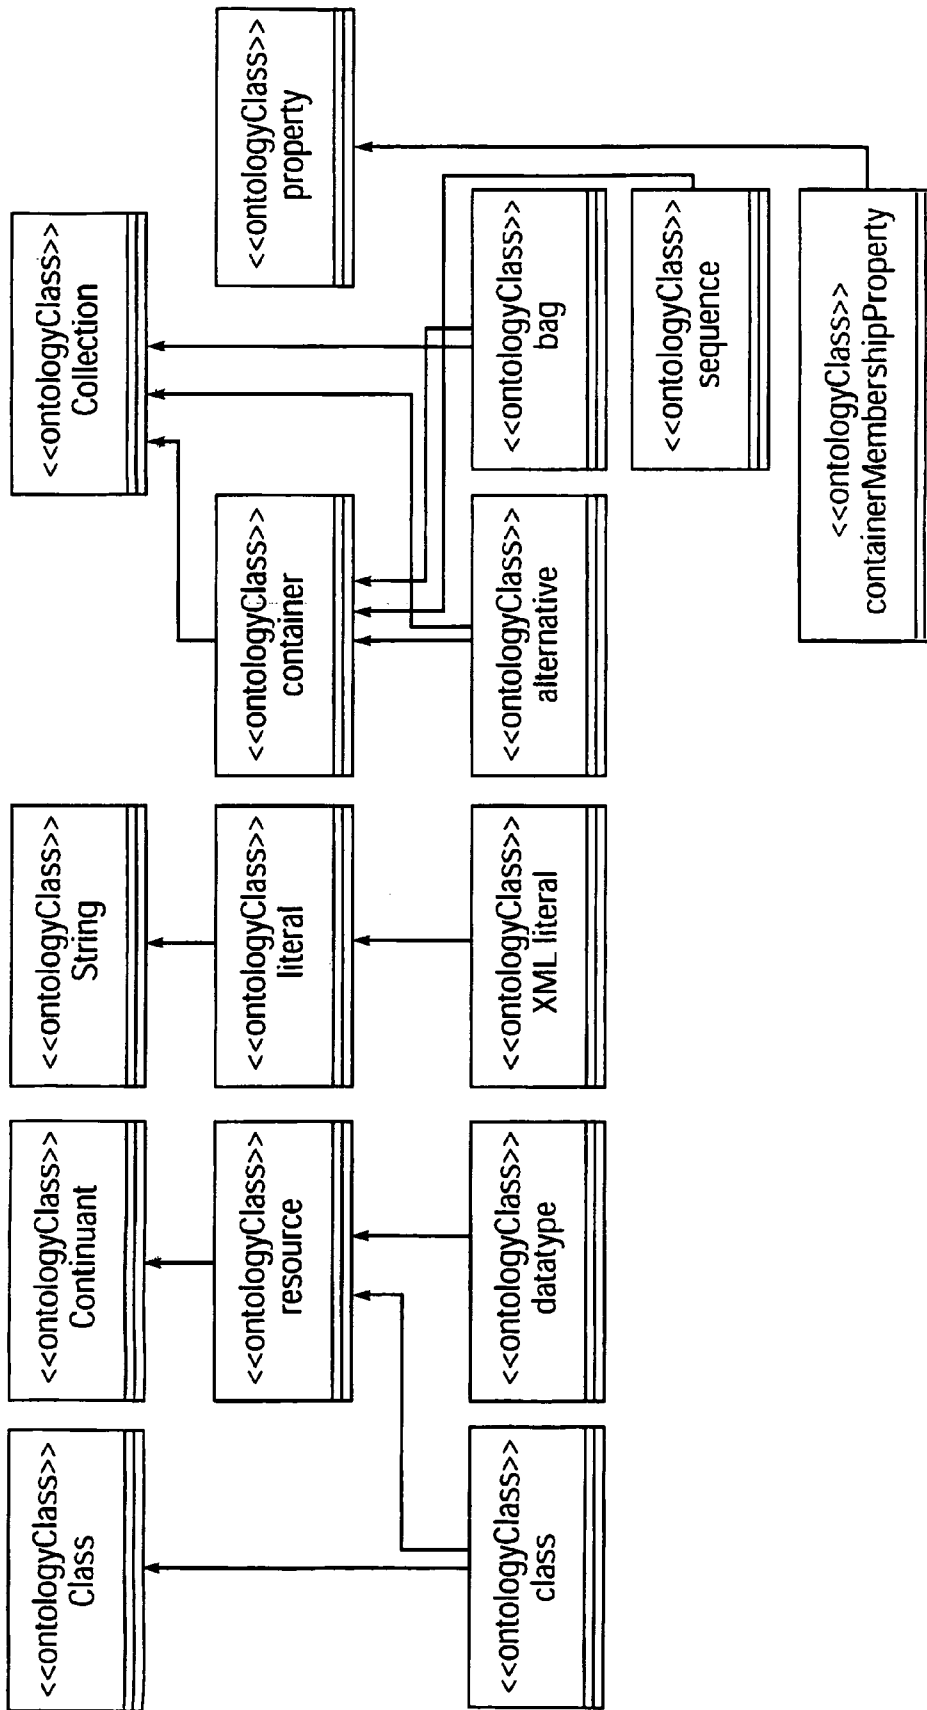 <<ontologyClass>>
Class
<<ontologyClass>>
Continuant
<<ontologyClass>>
String
<<ontologyClass>>
Collection
<<ontologyClass>>
resource
<<ontologyClass>>
literal
<<ontologyClass>>
container
<<ontologyClass>>
property
<<ontologyClass>>
class
<<ontologyClass>>
datatype
<<ontologyClass>>
XML literal
<<ontologyClass>>
alternative
<<ontologyClass>>
bag
<<ontologyClass>>
sequence
<<ontologyClass>>
containerMembershipProperty